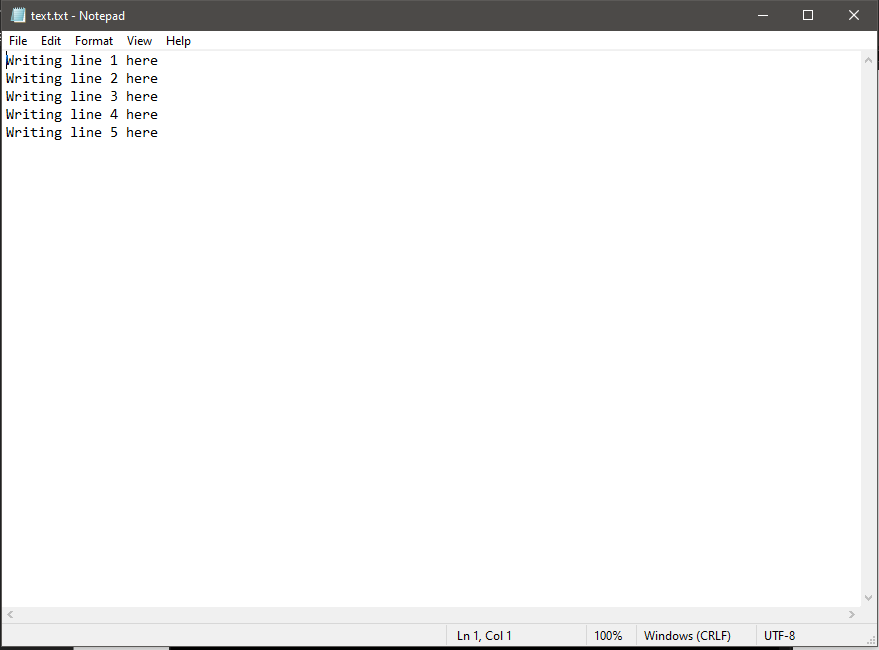 text.txt - Notepad
File Edit Format View Help
Writing line 1 here
Writing line 2 here
Writing line 3 here
Writing line 4 here
Writing line 5 here
Ln 1, Col 1 100% Windows (CRLF) UTF-8